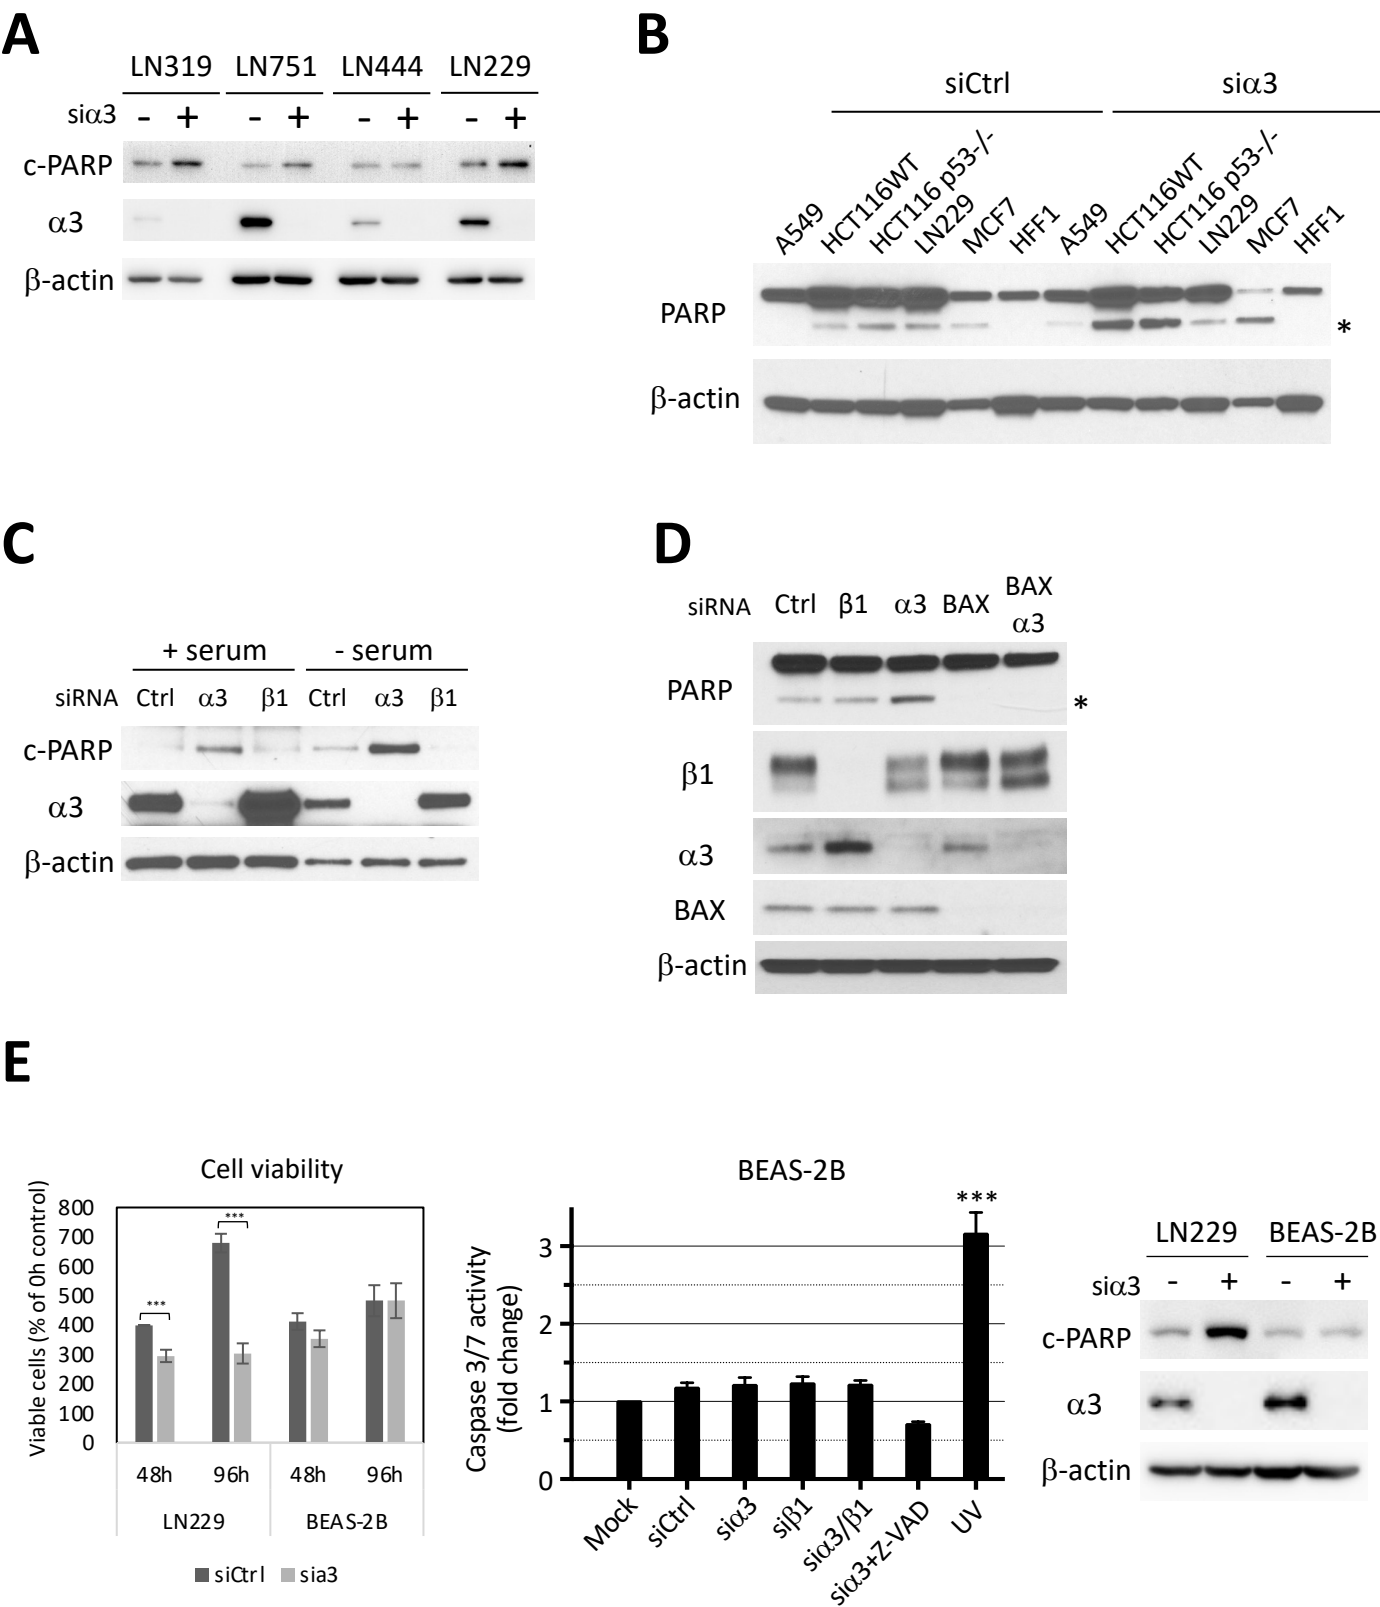 A
LN319 LN751 LN444 LN229
siα3 - + - + - + - +
c-PARP
α3
β-actin
B
siCtrl siα3
A549 HCT116WT HCT116 p53-/- LN229 MCF7 HFF1 A549 HCT116WT HCT116 p53-/- LN229 MCF7 HFF1
PARP
*
β-actin
C
+ serum - serum
siRNA Ctrl α3 β1 Ctrl α3 β1
c-PARP
α3
β-actin
D
siRNA Ctrl β1 α3 BAX BAX
α3
PARP
*
β1
α3
BAX
β-actin
E
Cell viability
Viable cells (% of 0h control)
800
700
600
500
400
300
200
100
0
***
***
48h 96h 48h 96h
LN229 BEAS-2B
siCtrl sia3
BEAS-2B
Caspase 3/7 activity
(fold change)
3
2
1
0
***
Mock siCtrl siα3 siβ1 siα3/β1 siα3+Z-VAD UV
LN229 BEAS-2B
siα3 - + - +
c-PARP
α3
β-actin